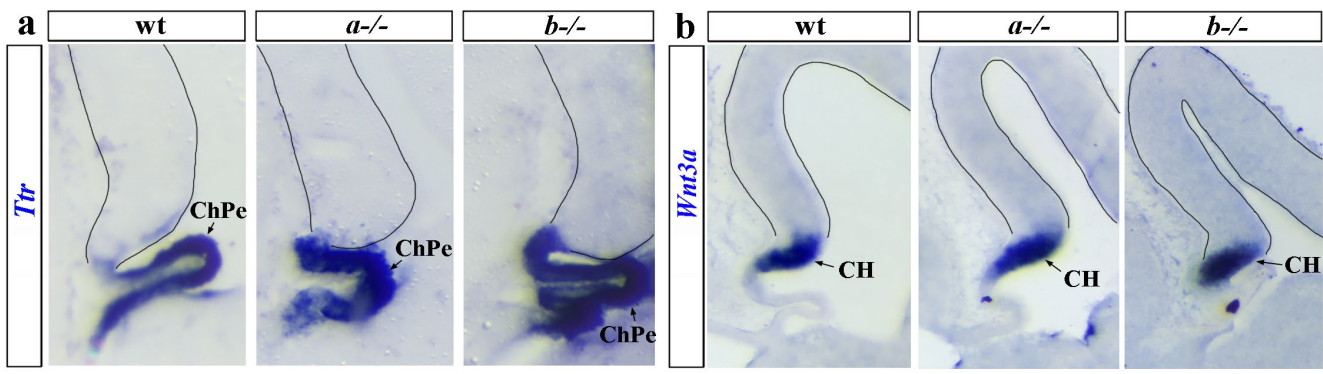 a
wt
a-/-
b-/-
Ttr
ChPe
ChPe
ChPe
b
wt
a-/-
b-/-
Wnt3a
CH
CH
CH